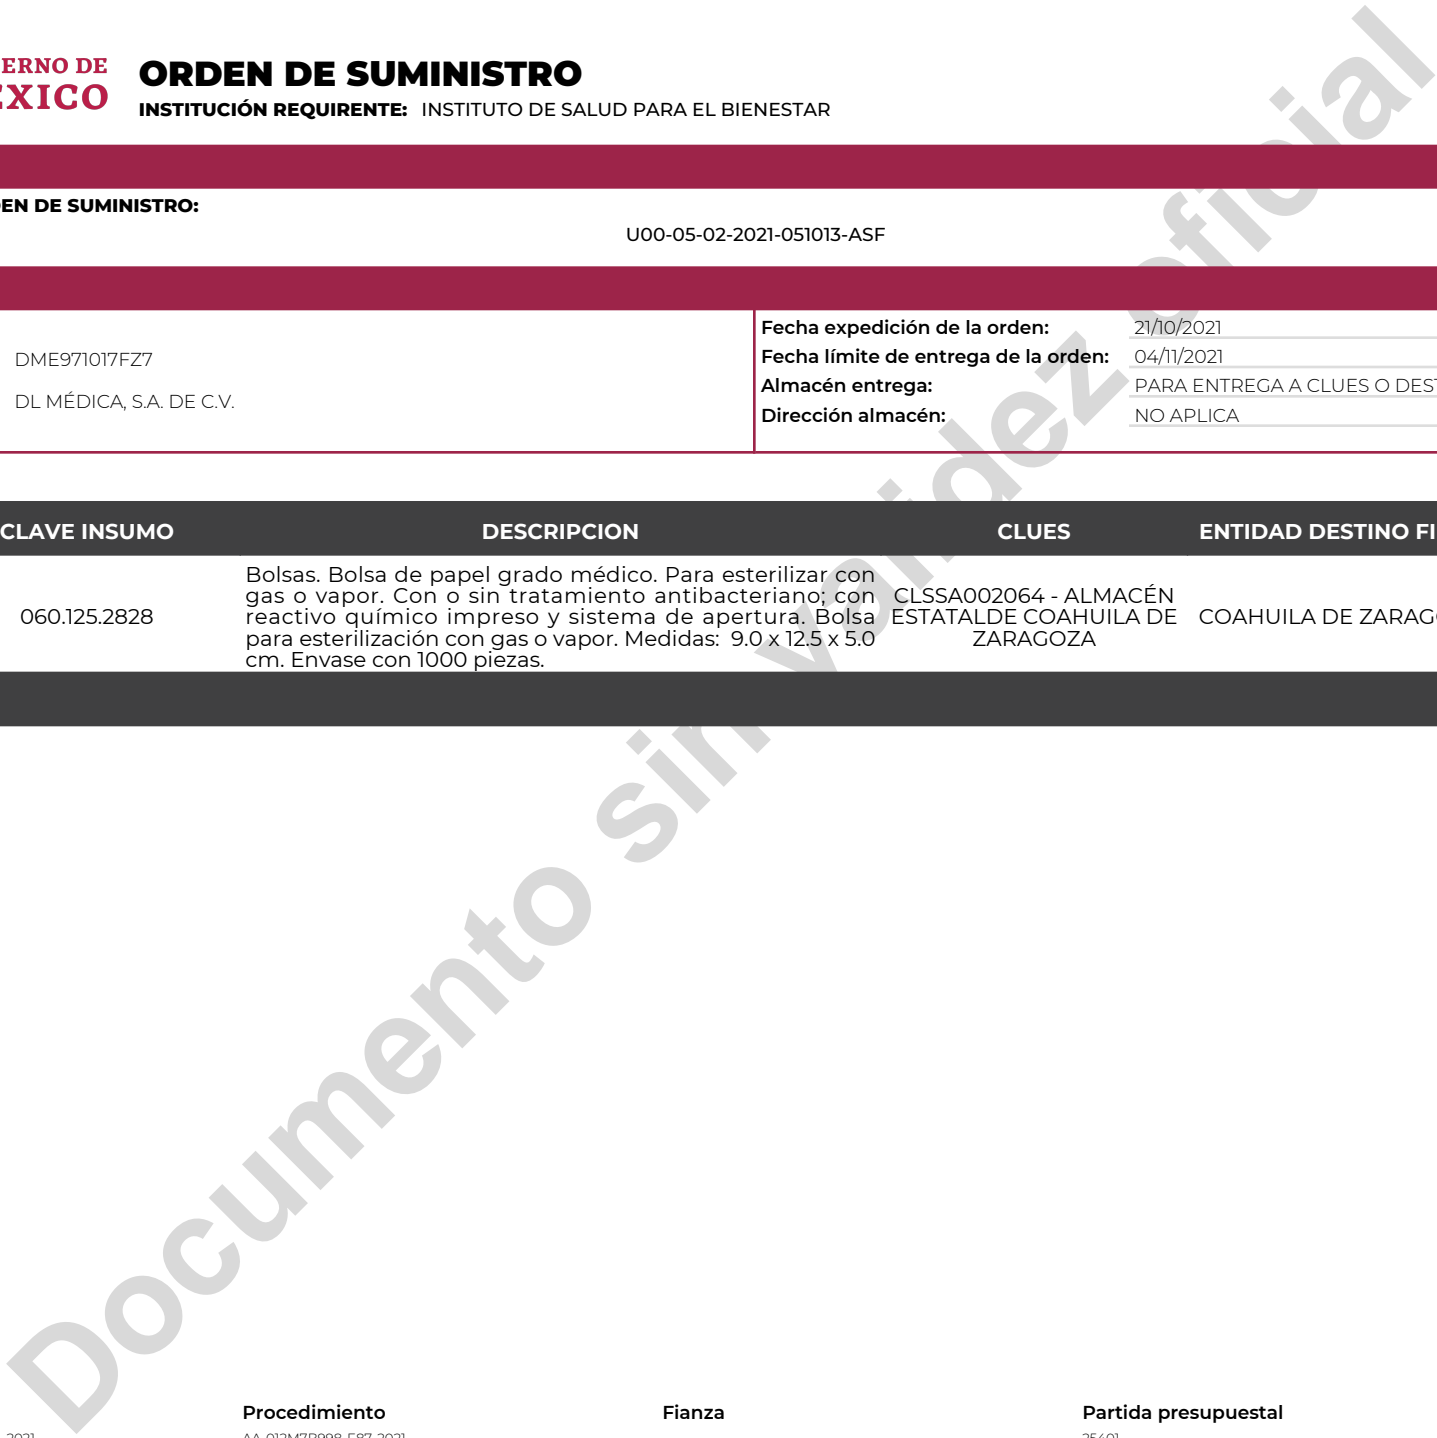 ERNO DE
EXICO
ORDEN DE SUMINISTRO
INSTITUCIÓN REQUIRENTE: INSTITUTO DE SALUD PARA EL BIENESTAR
EN DE SUMINISTRO:
U00-05-02-2021-051013-ASF
DME971017FZ7
DL MÉDICA, S.A. DE C.V.
Fecha expedición de la orden: 21/10/2021
Fecha límite de entrega de la orden: 04/11/2021
Almacén entrega: PARA ENTREGA A CLUES O DEST
Dirección almacén: NO APLICA
CLAVE INSUMO DESCRIPCION CLUES ENTIDAD DESTINO FI
060.125.2828
Bolsas. Bolsa de papel grado médico. Para esterilizar con
gas o vapor. Con o sin tratamiento antibacteriano; con
reactivo químico impreso y sistema de apertura. Bolsa
para esterilización con gas o vapor. Medidas: 9.0 x 12.5 x 5.0
cm. Envase con 1000 piezas.
CLSSA002064 - ALMACÉN
ESTATALDE COAHUILA DE
ZARAGOZA
COAHUILA DE ZARAG
Documento sin validez oficial
Procedimiento Fianza Partida presupuestal